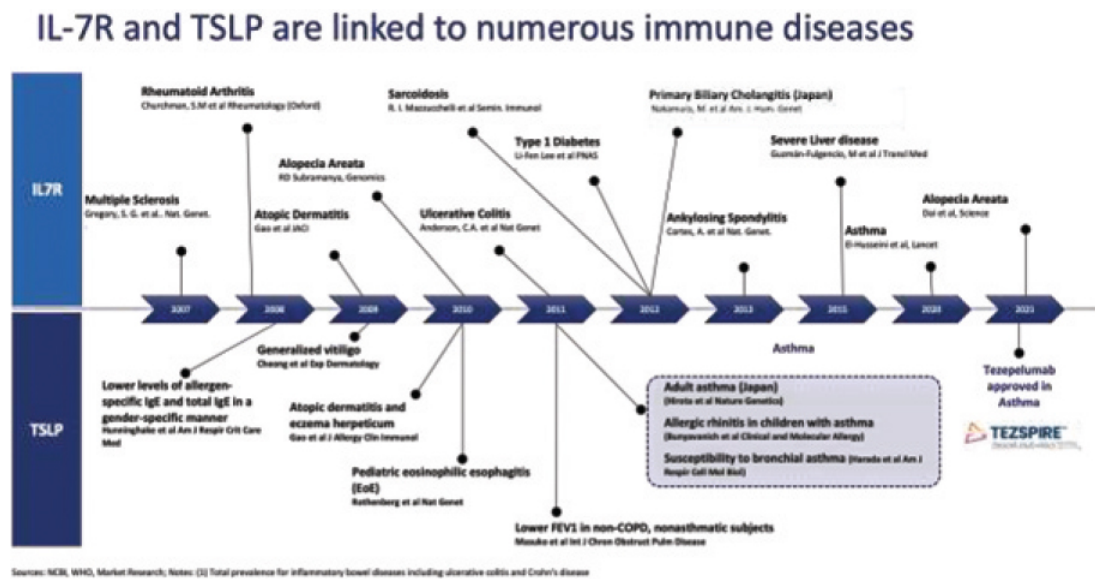 IL-7R and TSLP are linked to numerous immune diseases
IL7R
Rheumatoid Arthritis
Churchman, S.M et al Rheumatology (Oxford)
Sarcoidosis
R. I. Mazzucchelli et al Semin. Immunol
Primary Biliary Cholangitis (Japan)
Nakamura, M. et al Am. J. Hum. Genet
Type 1 Diabetes
Li-Fen Lee et al PNAS
Severe Liver disease
Guzmán-Fulgencio, M et al J Transl Med
Alopecia Areata
RD Subramanya, Genomics
Multiple Sclerosis
Gregory, S. G. et al.. Nat. Genet.
Atopic Dermatitis
Gao et al JACI
Ulcerative Colitis
Anderson, C.A. et al Nat Genet
Ankylosing Spondylitis
Cortes, A. et al Nat. Genet.
Asthma
El-Husseini et al, Lancet
Alopecia Areata
Dai et al, Science
2007
2008
2009
2010
2011
2012
2013
2015
2020
2021
TSLP
Lower levels of allergen-
specific IgE and total IgE in a
gender-specific manner
Hunninghake et al Am J Respir Crit Care
Med
Generalized vitiligo
Cheong et al Exp Dermatology
Atopic dermatitis and
eczema herpeticum
Gao et al J Allergy Clin Immunol
Pediatric eosinophilic esophagitis
(EoE)
Rothenberg et al Nat Genet
Lower FEV1 in non-COPD, nonasthmatic subjects
Masuko et al Int J Chron Obstruct Pulm Disease
Asthma
Adult asthma (Japan)
(Hirota et al Nature Genetics)
Allergic rhinitis in children with asthma
(Bunyavanich et al Clinical and Molecular Allergy)
Susceptibility to bronchial asthma (Harada et al Am J
Respir Cell Mol Biol)
Tezepelumab
approved in
Asthma
TEZSPIRE
Sources: NCBI, WHO, Market Research; Notes: (1) Total prevalence for inflammatory bowel diseases including ulcerative colitis and Crohn's disease